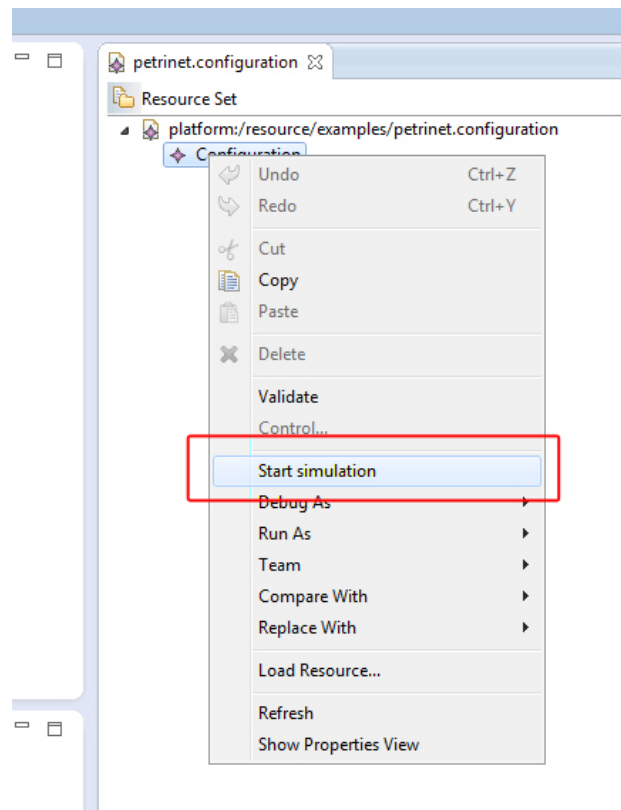 petrinet.configuration
Resource Set
platform:/resource/examples/petrinet.configuration
Configuration
Undo Ctrl+Z
Redo Ctrl+Y
Cut
Copy
Paste
Delete
Validate
Control...
Start simulation
Debug As
Run As
Team
Compare With
Replace With
Load Resource...
Refresh
Show Properties View